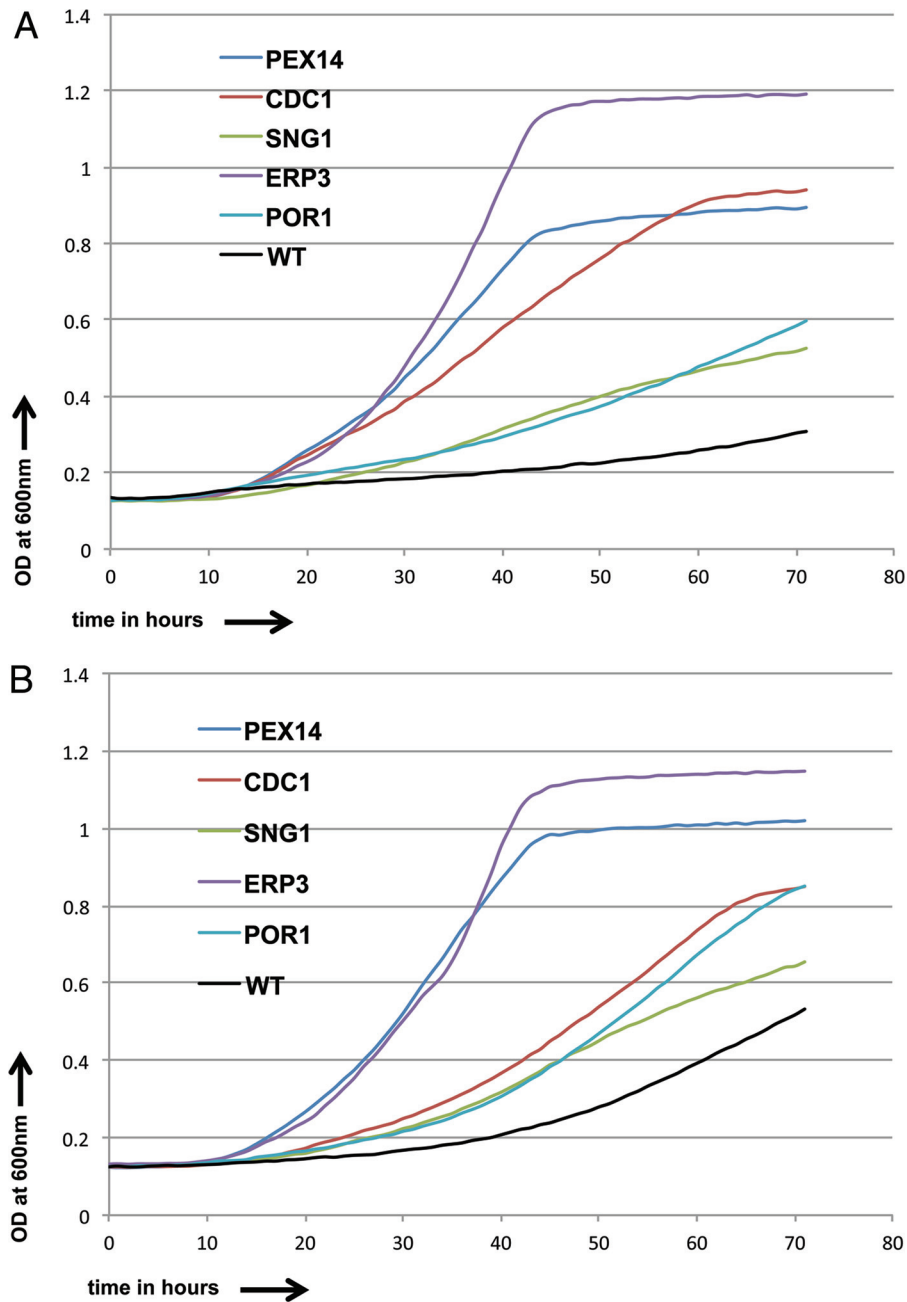 A
1.4
1.2
1
0.8
0.6
0.4
0.2
0
PEX14
CDC1
SNG1
ERP3
POR1
WT
OD at 600nm
0 10 20 30 40 50 60 70 80
time in hours
B
1.4
1.2
1
0.8
0.6
0.4
0.2
0
PEX14
CDC1
SNG1
ERP3
POR1
WT
OD at 600nm
0 10 20 30 40 50 60 70 80
time in hours